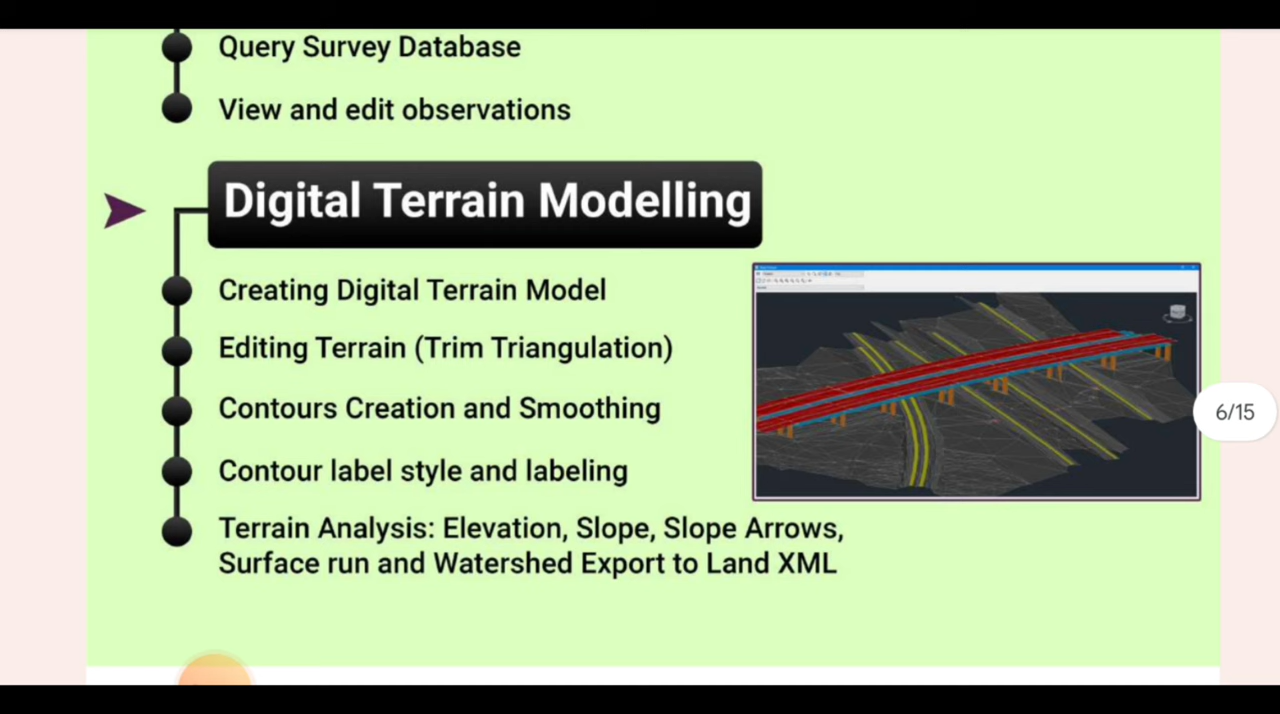 Query Survey Database
View and edit observations
Digital Terrain Modelling
Creating Digital Terrain Model
Editing Terrain (Trim Triangulation)
Contours Creation and Smoothing
Contour label style and labeling
Terrain Analysis: Elevation, Slope, Slope Arrows,
Surface run and Watershed Export to Land XML
6/15